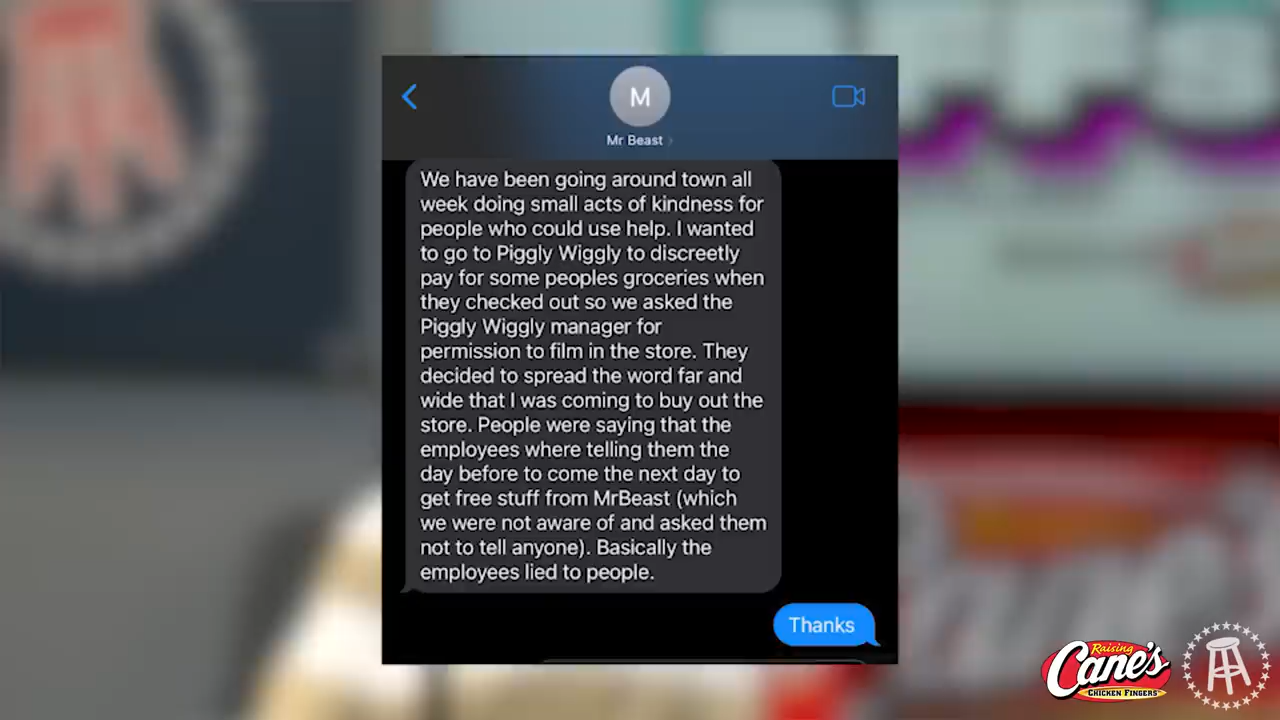 M
Mr Beast
We have been going around town all
week doing small acts of kindness for
people who could use help. I wanted
to go to Piggly Wiggly to discreetly
pay for some peoples groceries when
they checked out so we asked the
Piggly Wiggly manager for
permission to film in the store. They
decided to spread the word far and
wide that I was coming to buy out the
store. People were saying that the
employees where telling them the
day before to come the next day to
get free stuff from MrBeast (which
we were not aware of and asked them
not to tell anyone). Basically the
employees lied to people.
Thanks
Raising
Cane's
CHICKEN FINGERS